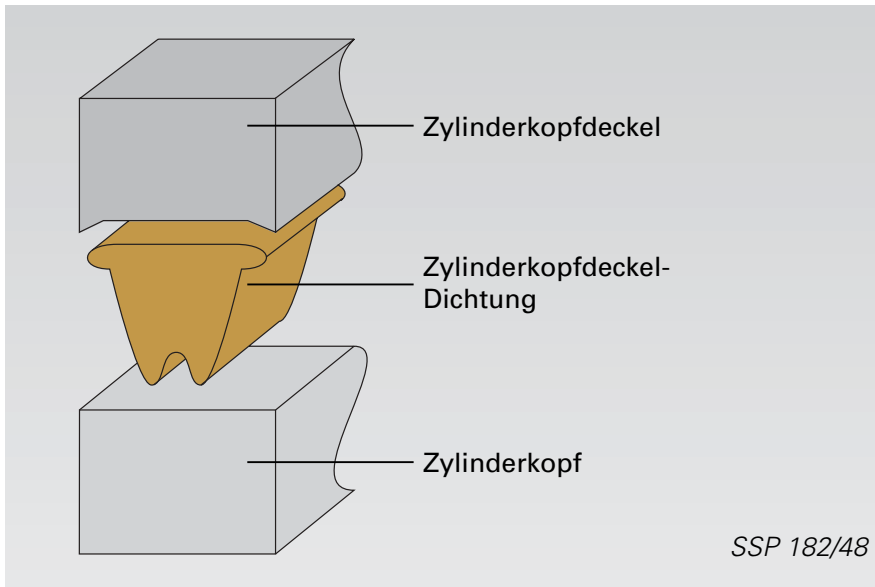 Zylinderkopfdeckel
Zylinderkopfdeckel-
Dichtung
Zylinderkopf
SSP 182/48